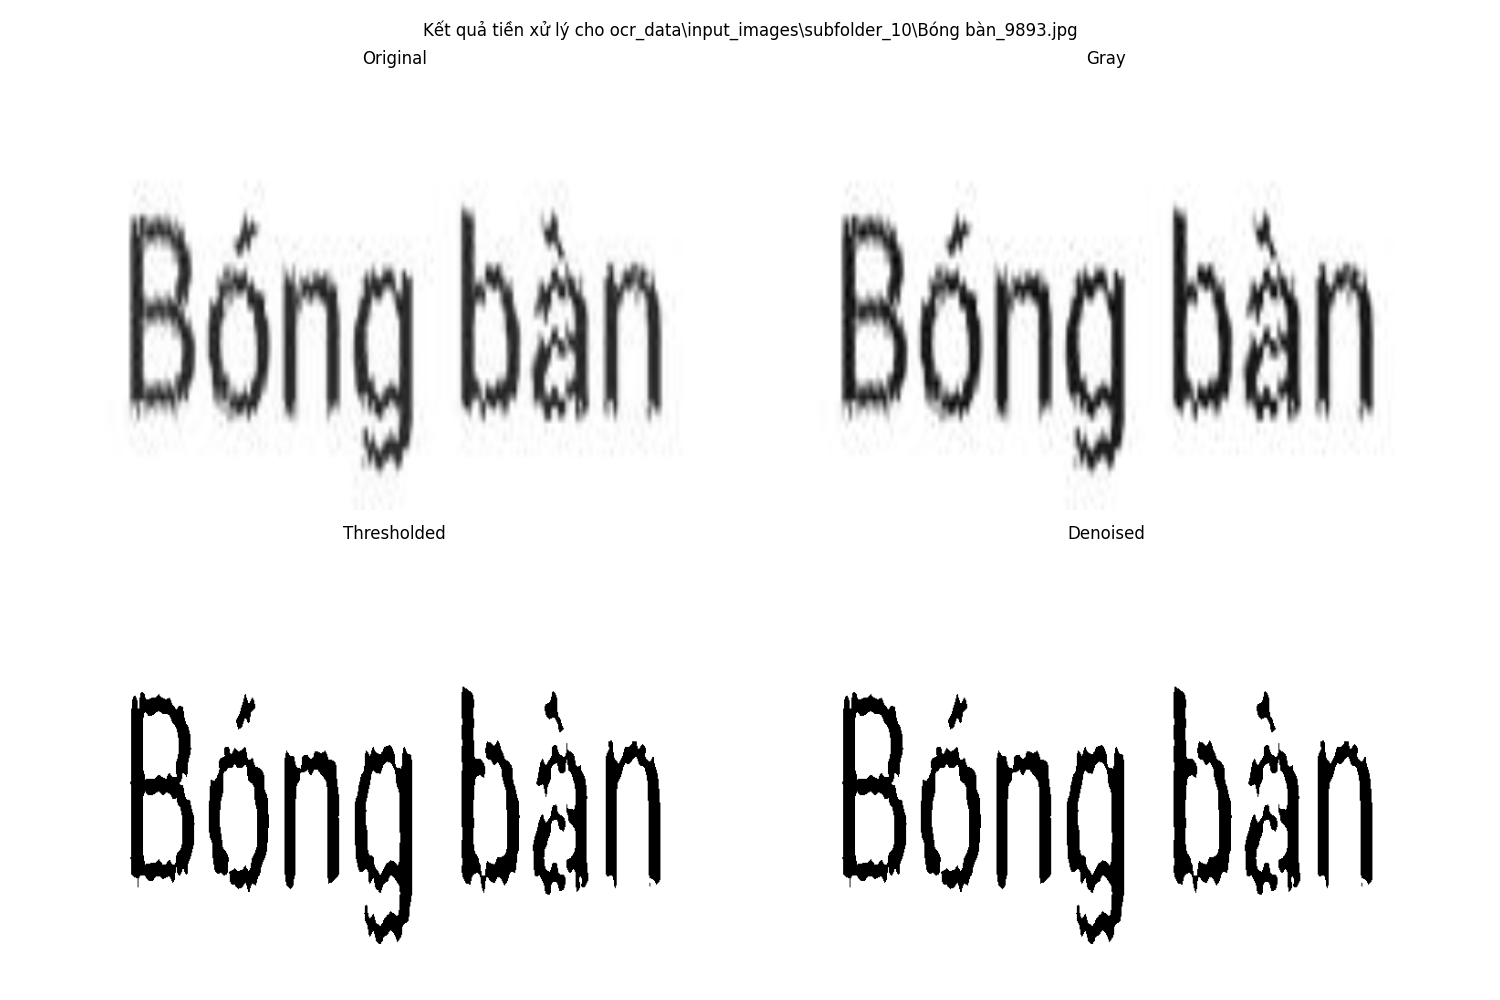 Kết quả tiền xử lý cho ocr_data\input_images\subfolder_10\Bóng bàn_9893.jpg
Original
Gray
Bóng bàn
Bóng bàn
Thresholded
Denoised
Bóng bàn
Bóng bàn